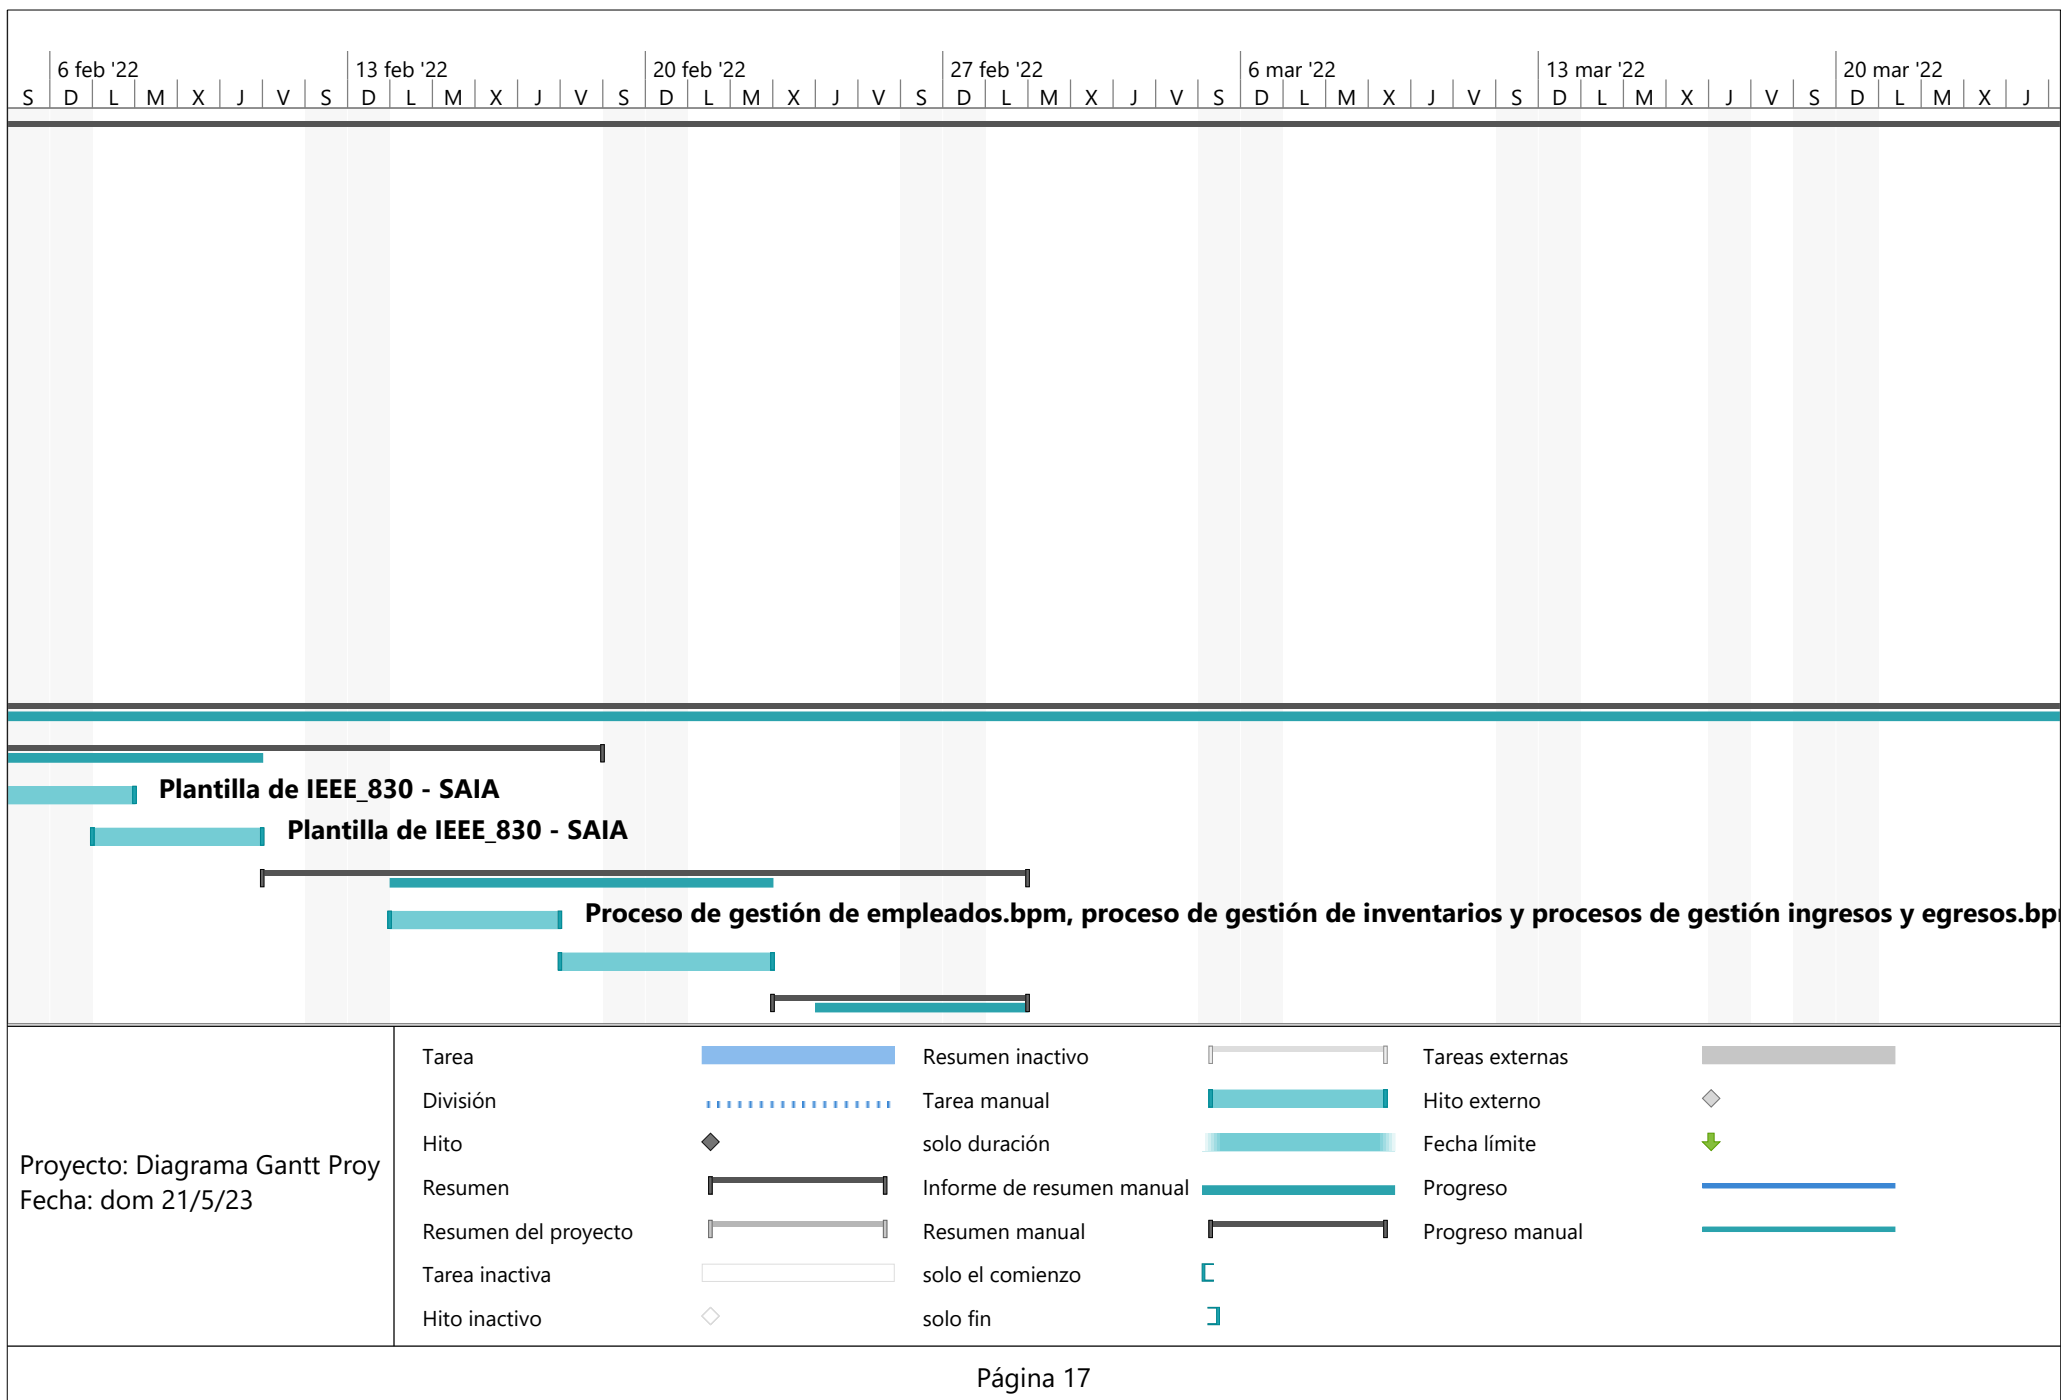 6 feb '22 13 feb '22 20 feb '22 27 feb '22 6 mar '22 13 mar '22 20 mar '22
S D L M X J V S D L M X J V S D L M X J V S D L M X J V S D L M X J V S D L M X J V S D L M X J
Plantilla de IEEE_830 - SAIA
Plantilla de IEEE_830 - SAIA
Proceso de gestión de empleados.bpm, proceso de gestión de inventarios y procesos de gestión ingresos y egresos.bp
Proyecto: Diagrama Gantt Proy
Fecha: dom 21/5/23
Tarea
División
Hito
Resumen
Resumen del proyecto
Tarea inactiva
Hito inactivo
Resumen inactivo
Tarea manual
solo duración
Informe de resumen manual
Resumen manual
solo el comienzo
solo fin
Tareas externas
Hito externo
Fecha límite
Progreso
Progreso manual
Página 17